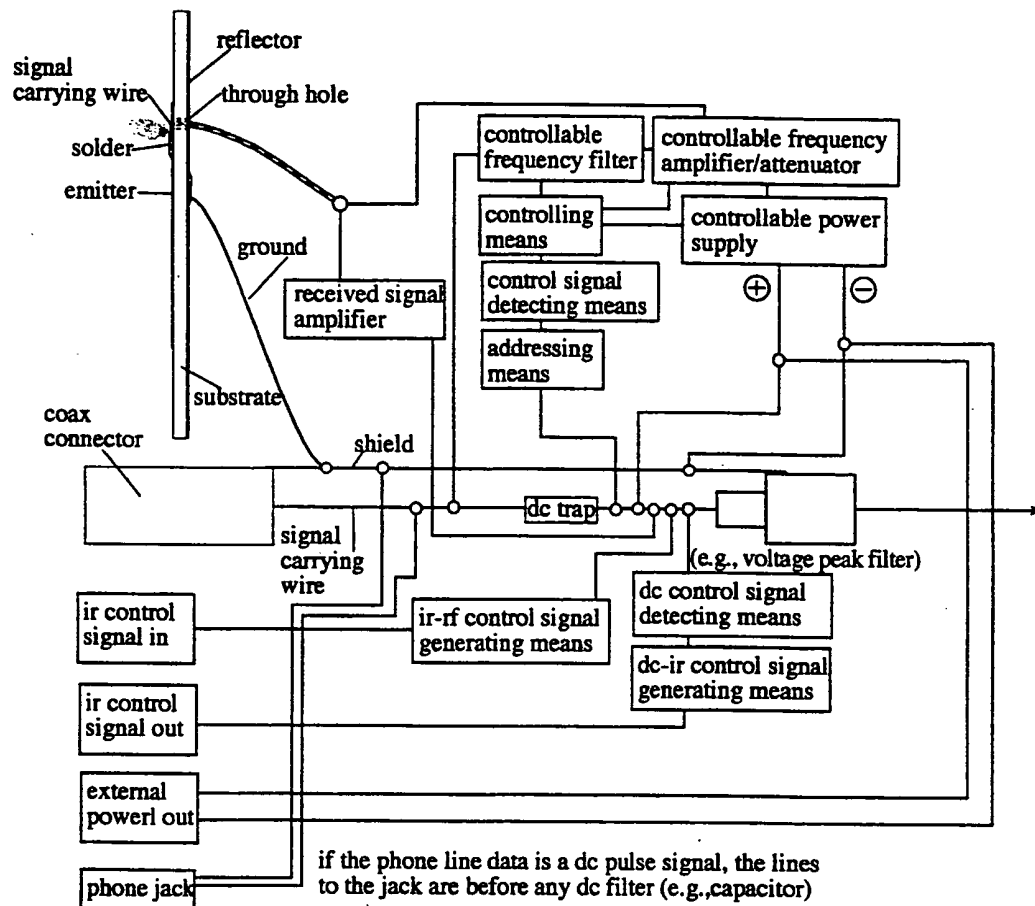 reflector
signal
carrying wire
through hole
solder
emitter
ground
substrate
received signal
amplifier
controllable
frequency filter
controllable frequency
amplifier/attenuator
controlling
means
controllable power
supply
control signal
detecting means
addressing
means
+
−
coax
connector
shield
dc trap
signal
carrying
wire
(e.g., voltage peak filter)
ir control
signal in
ir-rf control signal
generating means
dc control signal
detecting means
dc-ir control signal
generating means
ir control
signal out
external
powerl out
phone jack
if the phone line data is a dc pulse signal, the lines
to the jack are before any dc filter (e.g.,capacitor)